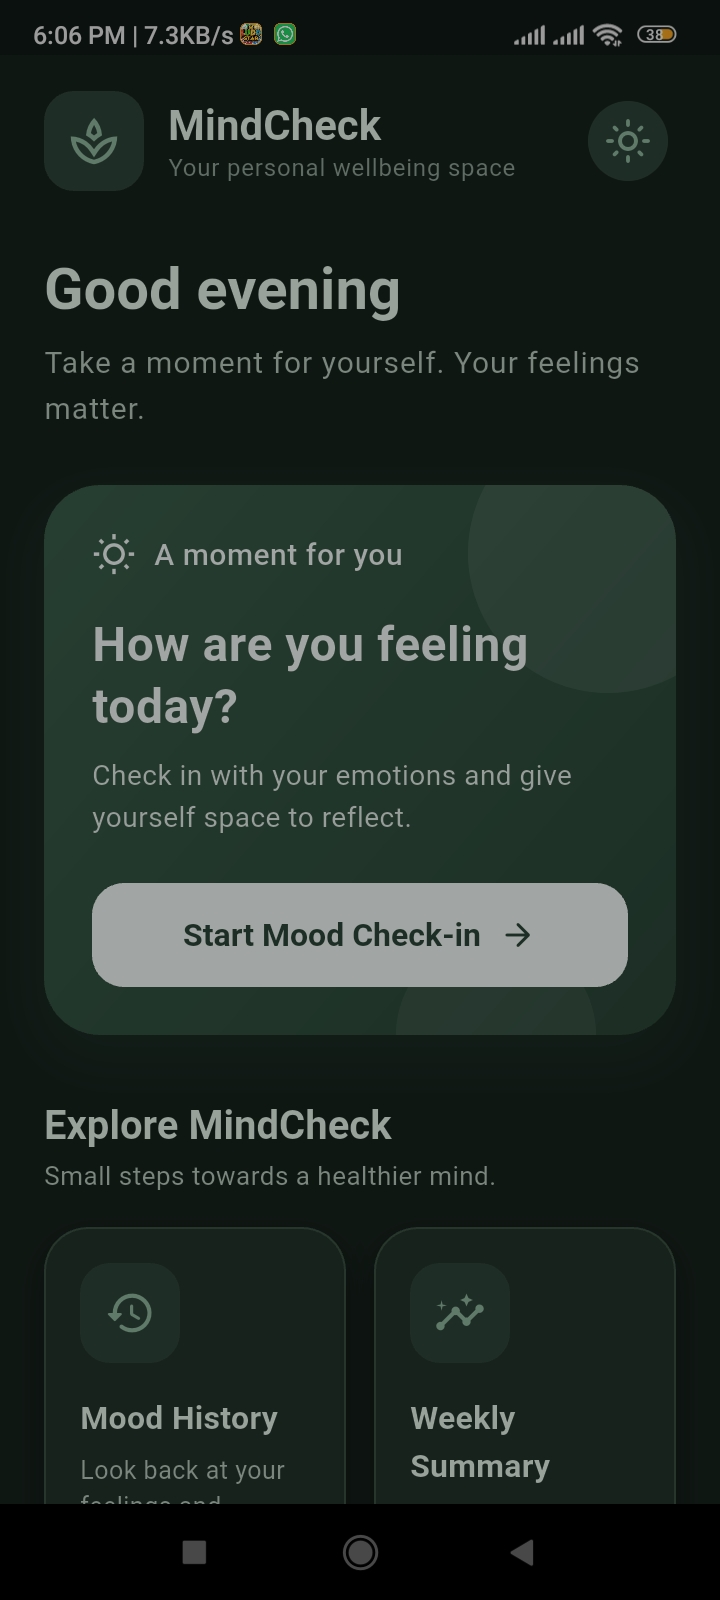 6:06 PM | 7.3KB/s
38
MindCheck
Your personal wellbeing space
Good evening
Take a moment for yourself. Your feelings
matter.
A moment for you
How are you feeling
today?
Check in with your emotions and give
yourself space to reflect.
Start Mood Check-in
Explore MindCheck
Small steps towards a healthier mind.
Mood History
Look back at your
feelings and
Weekly
Summary